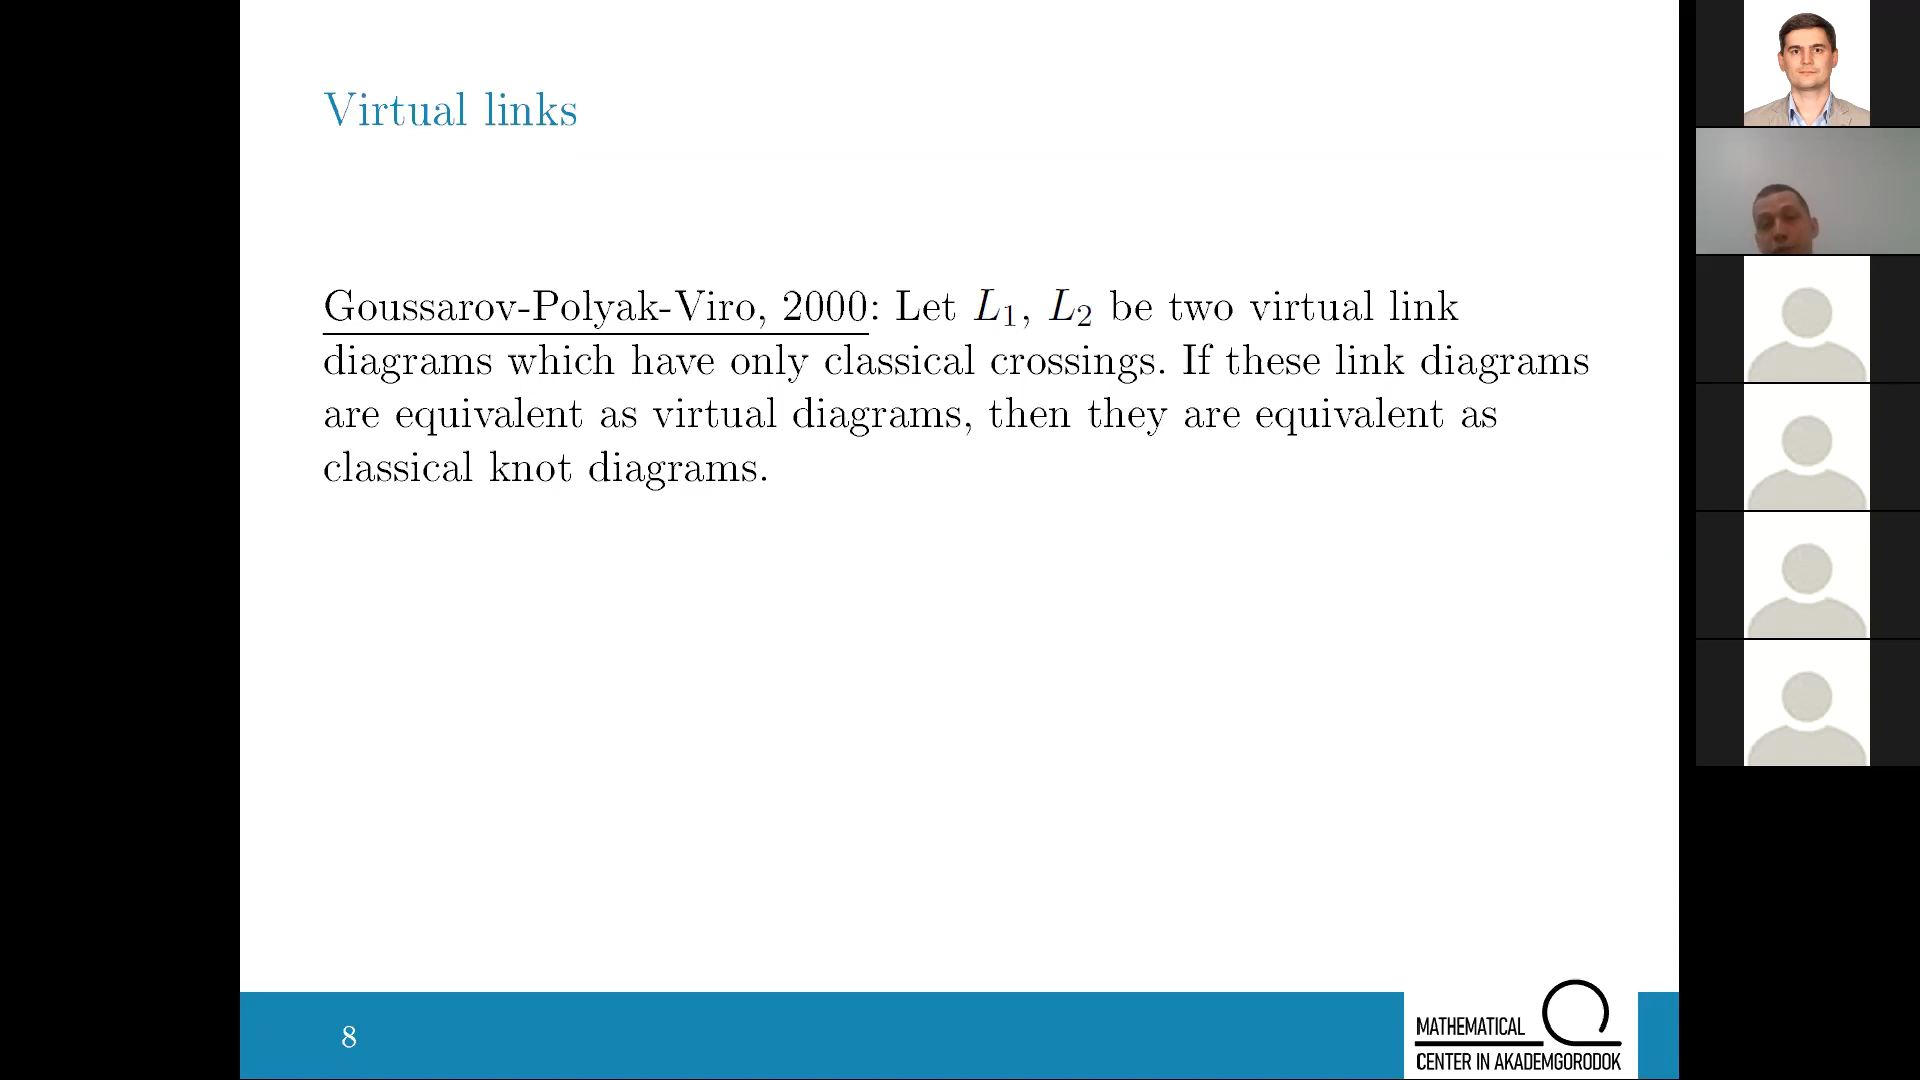 Virtual links
Goussarov-Polyak-Viro, 2000: Let L₁, L₂ be two virtual link
diagrams which have only classical crossings. If these link diagrams
are equivalent as virtual diagrams, then they are equivalent as
classical knot diagrams.
8
MATHEMATICAL
CENTER IN AKADEMGORODOK